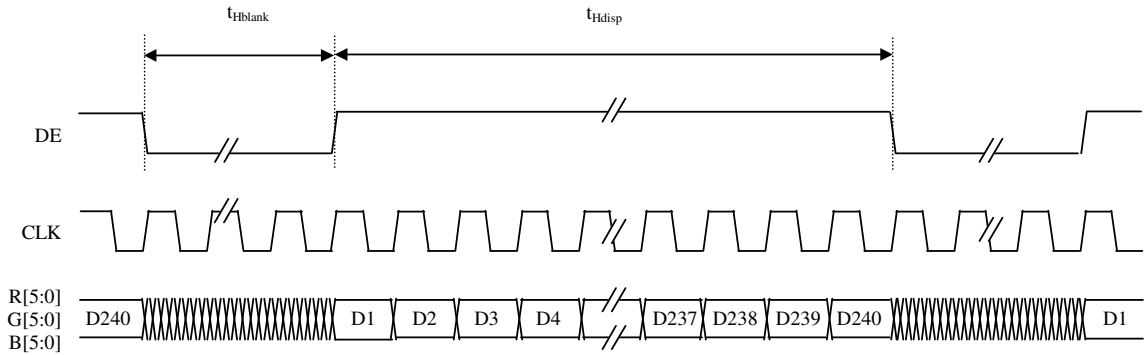 tHblank tHdisp
DE
CLK
R[5:0]
G[5:0]
B[5:0]
D240 D1 D2 D3 D4 D237 D238 D239 D240 D1